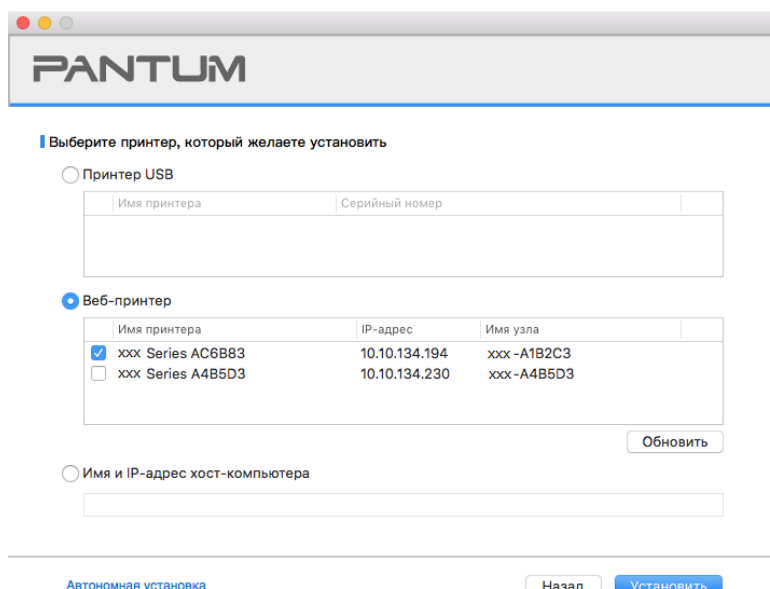 PANTUM
Выберите принтер, который желаете установить
Принтер USB
Имя принтера Серийный номер
Веб-принтер
Имя принтера IP-адрес Имя узла
xxx Series AC6B83 10.10.134.194 xxx-A1B2C3
xxx Series A4B5D3 10.10.134.230 xxx-A4B5D3
Обновить
Имя и IP-адрес хост-компьютера
Автономная установка Назад Установить